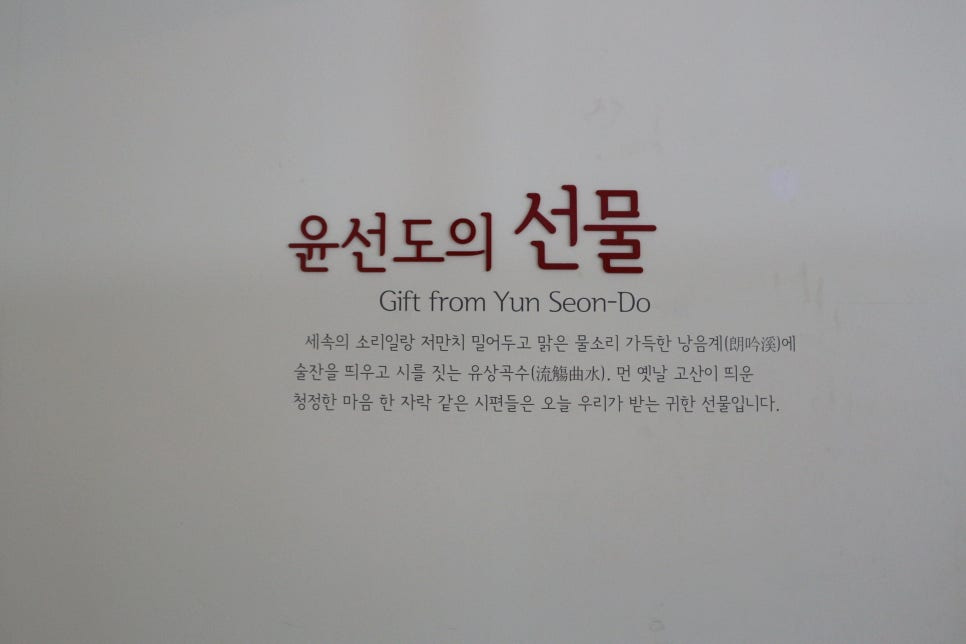 윤선도의 선물
Gift from Yun Seon-Do
세속의 소리일랑 저만치 밀어두고 맑은 물소리 가득한 낭음계(朗吟溪)에
술잔을 띄우고 시를 짓는 유상곡수(流觴曲水). 먼 옛날 고산이 띄운
청정한 마음 한 자락 같은 시편들은 오늘 우리가 받는 귀한 선물입니다.